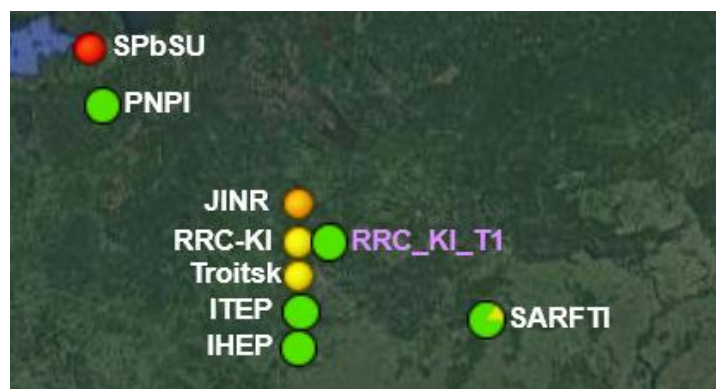 SPbSU
PNPI
JINR
RRC-KI
RRC_KI_T1
Troitsk
ITEP
SARFTI
IHEP